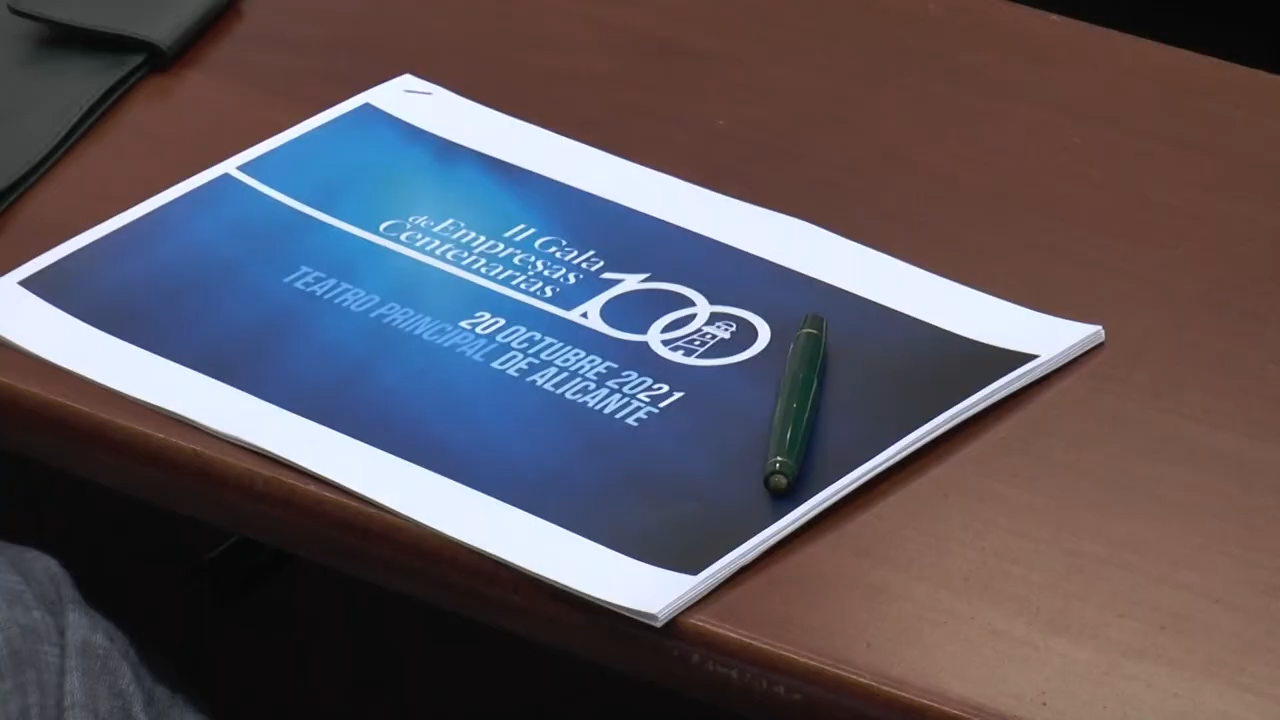 II Gala
de Empresas
Centenarias
100
20 OCTUBRE 2021
TEATRO PRINCIPAL DE ALICANTE